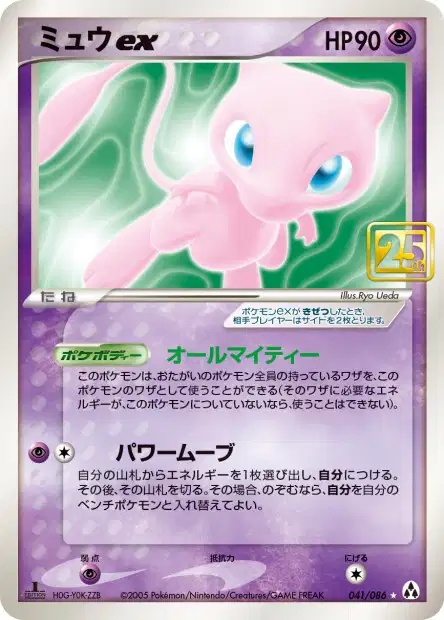 ミュウex HP90
25th
たね
Illus.Ryo Ueda
ポケモンexがきぜつしたとき、
相手プレイヤーはサイドを2枚とります。
ポケボディー オールマイティー
このポケモンは、おたがいのポケモン全員の持っているワザを、この
ポケモンのワザとして使うことができる(そのワザに必要なエネ
ルギーが、このポケモンについていないなら、使うことはできない)。
パワームーブ
自分の山札からエネルギーを1枚選び出し、自分につける。
その後、その山札を切る。その場合、のぞむなら、自分を自分の
ベンチポケモンと入れ替えてよい。
弱点 抵抗力 にげる
1 EDITION H0G-Y0K-ZZB ©2005 Pokémon/Nintendo/Creatures/GAME FREAK 041/086 ★